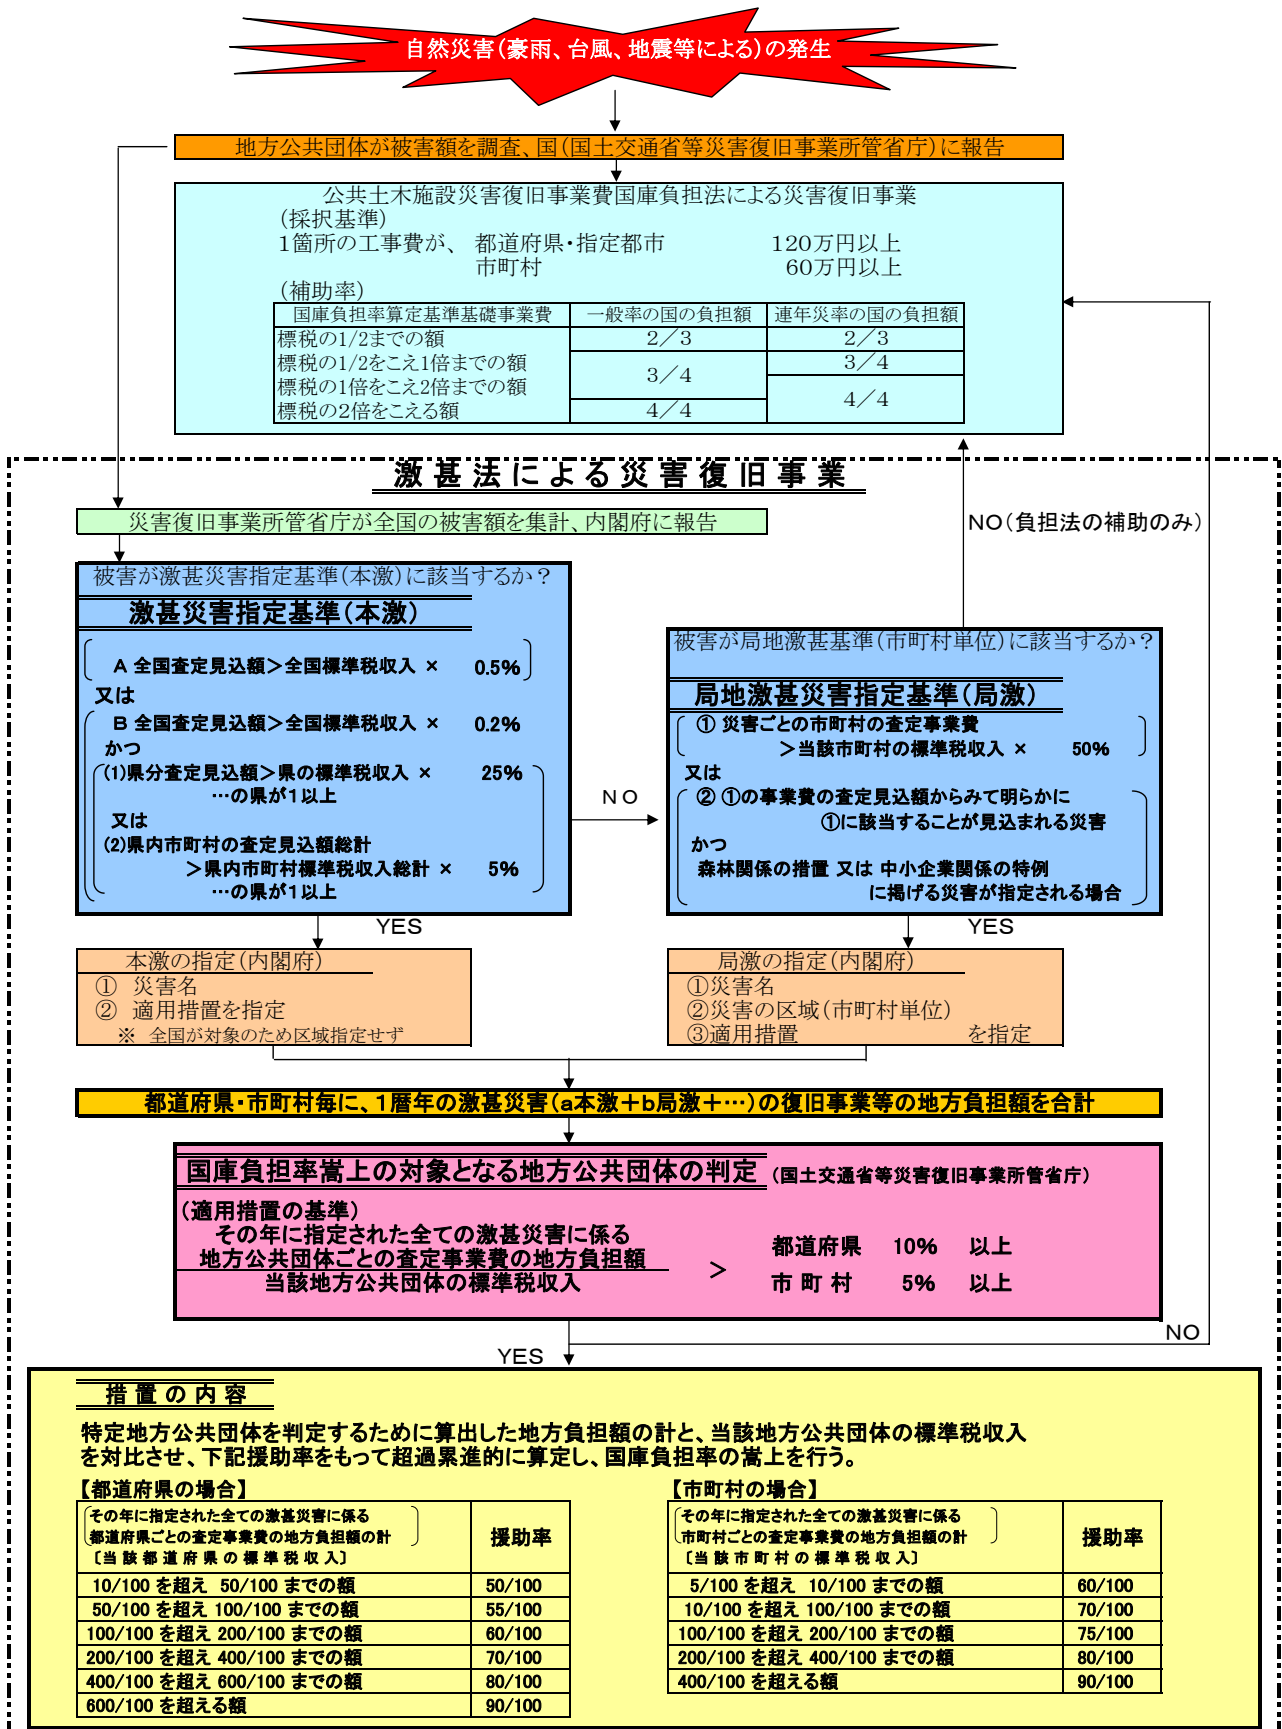 自然災害(豪雨、台風、地震等による)の発生
地方公共団体が被害額を調査、国(国土交通省等災害復旧事業所管省庁)に報告
公共土木施設災害復旧事業費国庫負担法による災害復旧事業
(採択基準)
1箇所の工事費が、 都道府県・指定都市 120万円以上
市町村 60万円以上
(補助率)
国庫負担率算定基準基礎事業費 一般率の国の負担額 連年災率の国の負担額
標税の1/2までの額 2/3 2/3
標税の1/2をこえ1倍までの額 3/4
標税の1倍をこえ2倍までの額 3/4 4/4
標税の2倍をこえる額 4/4
激甚法による災害復旧事業
災害復旧事業所管省庁が全国の被害額を集計、内閣府に報告
NO(負担法の補助のみ)
被害が激甚災害指定基準(本激)に該当するか?
激甚災害指定基準(本激)
A 全国査定見込額>全国標準税収入 × 0.5%
又は
B 全国査定見込額>全国標準税収入 × 0.2%
かつ
(1)県分査定見込額>県の標準税収入 × 25%
…の県が1以上
又は
(2)県内市町村の査定見込額総計
>県内市町村標準税収入総計 × 5%
…の県が1以上
NO
被害が局地激甚基準(市町村単位)に該当するか?
局地激甚災害指定基準(局激)
① 災害ごとの市町村の査定事業費
>当該市町村の標準税収入 × 50%
又は
② ①の事業費の査定見込額からみて明らかに
①に該当することが見込まれる災害
かつ
森林関係の措置 又は 中小企業関係の特例
に掲げる災害が指定される場合
YES
YES
本激の指定(内閣府)
① 災害名
② 適用措置を指定
※ 全国が対象のため区域指定せず
局激の指定(内閣府)
①災害名
②災害の区域(市町村単位)
③適用措置 を指定
都道府県・市町村毎に、1暦年の激甚災害(a本激+b局激+…)の復旧事業等の地方負担額を合計
国庫負担率嵩上の対象となる地方公共団体の判定 (国土交通省等災害復旧事業所管省庁)
(適用措置の基準)
その年に指定された全ての激甚災害に係る
地方公共団体ごとの査定事業費の地方負担額
当該地方公共団体の標準税収入
>
都道府県 10% 以上
市町村 5% 以上
NO
YES
措置の内容
特定地方公共団体を判定するために算出した地方負担額の計と、当該地方公共団体の標準税収入
を対比させ、下記援助率をもって超過累進的に算定し、国庫負担率の嵩上を行う。
【都道府県の場合】
その年に指定された全ての激甚災害に係る
都道府県ごとの査定事業費の地方負担額の計 援助率
〔当該都道府県の標準税収入〕
10/100 を超え 50/100 までの額 50/100
50/100 を超え 100/100 までの額 55/100
100/100 を超え 200/100 までの額 60/100
200/100 を超え 400/100 までの額 70/100
400/100 を超え 600/100 までの額 80/100
600/100 を超える額 90/100
【市町村の場合】
その年に指定された全ての激甚災害に係る
市町村ごとの査定事業費の地方負担額の計 援助率
〔当該市町村の標準税収入〕
5/100 を超え 10/100 までの額 60/100
10/100 を超え 100/100 までの額 70/100
100/100 を超え 200/100 までの額 75/100
200/100 を超え 400/100 までの額 80/100
400/100 を超える額 90/100